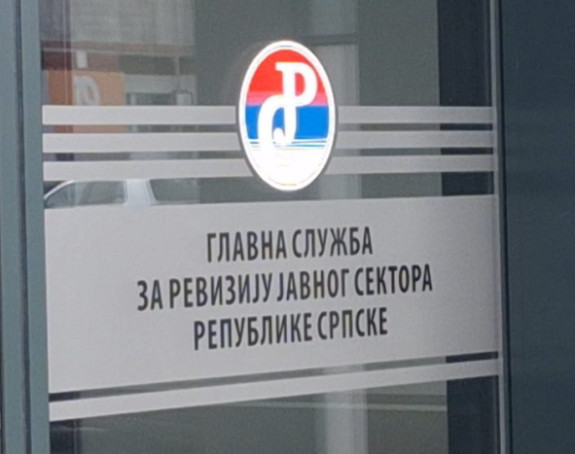 ГЛАВНА СЛУЖБА
ЗА РЕВИЗИЈУ ЈАВНОГ СЕКТОРА
РЕПУБЛИКЕ СРПСКЕ